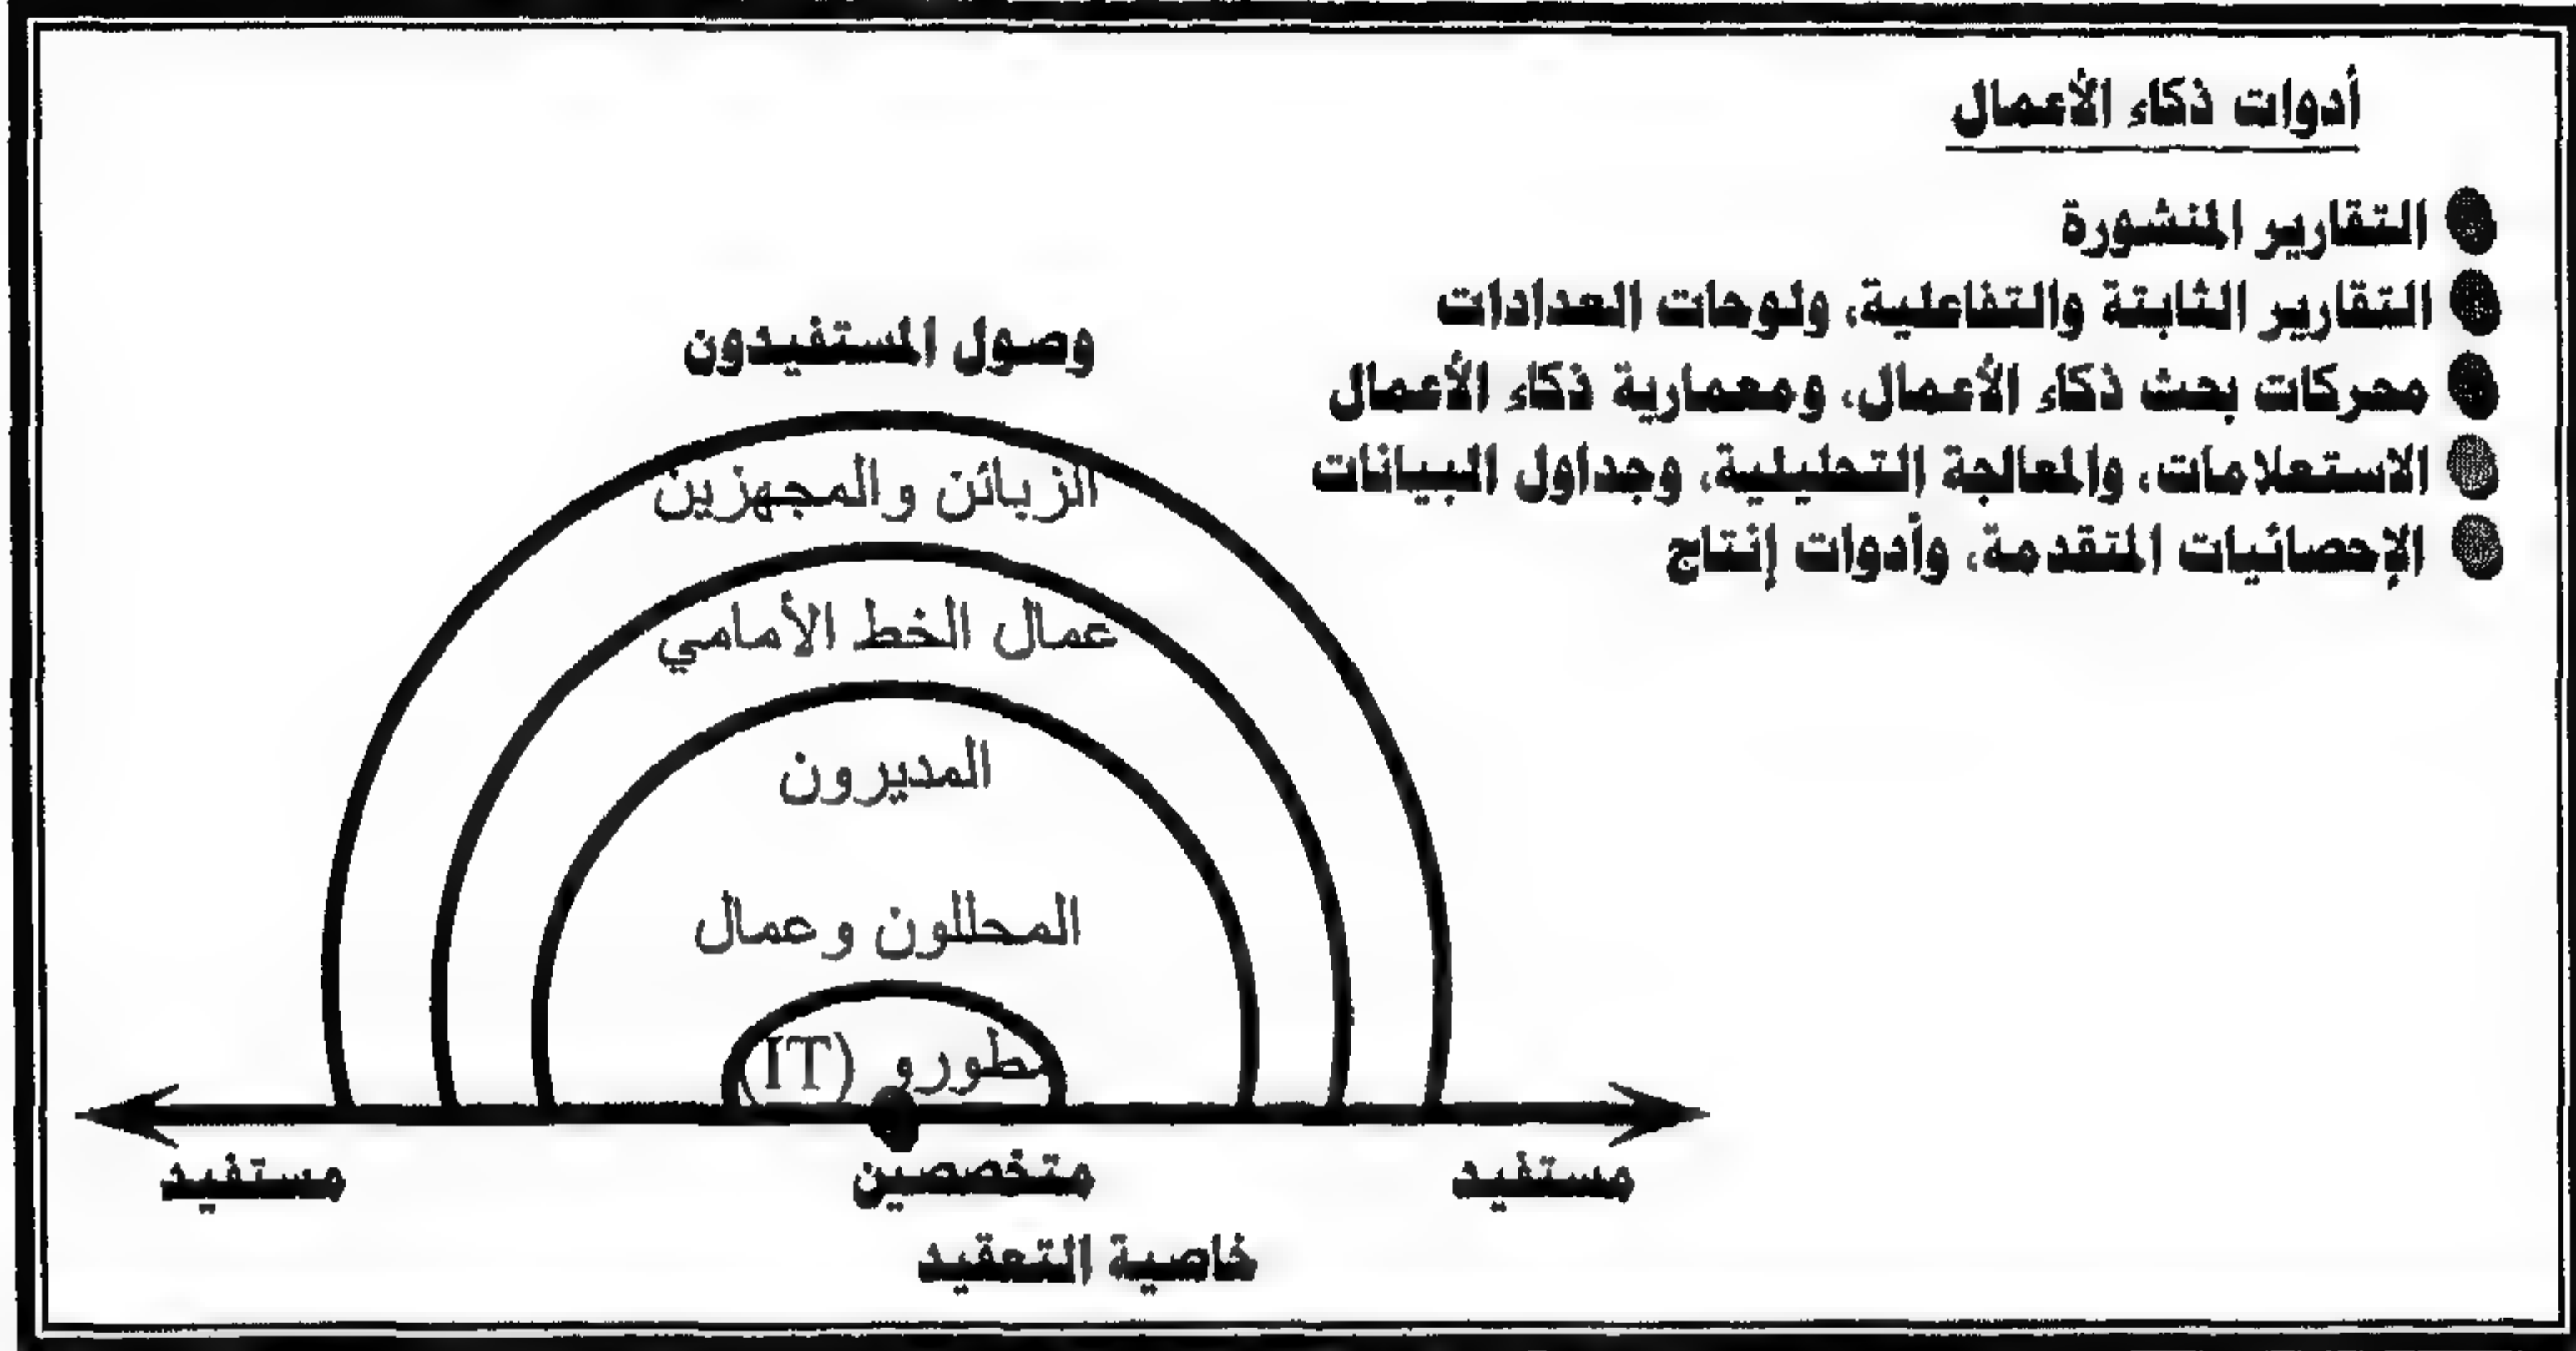 أدوات ذكاء الأعمال
التقارير المنشورة
التقارير الثابتة والتفاعلية، ولوحات العدادات
محركات بحث ذكاء الأعمال، ومعمارية ذكاء الأعمال
الاستعلامات، والمعالجة التحليلية، وجداول البيانات
الإحصائيات المتقدمة، وأدوات إنتاج
وصول المستفيدون
الزبائن والمجهزين
عمال الخط الأمامي
المديرون
المحللون وعمال
مطورو (IT)
مستفيد
متخصصين
مستفيد
خاصية التعقيد